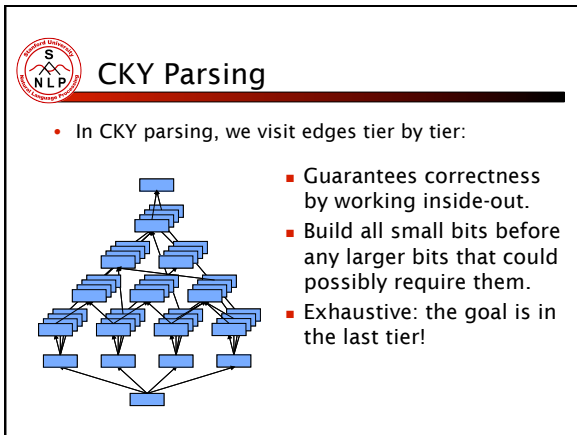 Stanford University
S
NLP
Natural Language Processing
CKY Parsing
• In CKY parsing, we visit edges tier by tier:
▪ Guarantees correctness
by working inside-out.
▪ Build all small bits before
any larger bits that could
possibly require them.
▪ Exhaustive: the goal is in
the last tier!